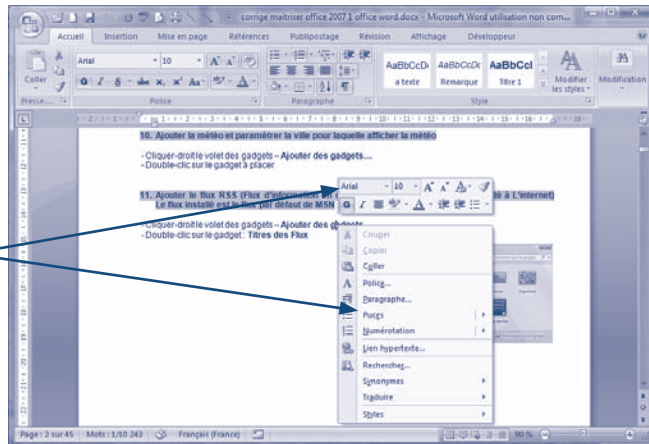 corrige maitriser office 2007 1 office word.docx - Microsoft Word utilisation non com...
Accueil Insertion Mise en page Références Publipostage Révision Affichage Développeur
Arial 10
Coller
AaBbCcDc AaBbCcDc AaBbCcI
a texte Remarque Titre 1
Modifier les styles
Modification
Presse-... Police Paragraphe Style
10. Ajouter la météo et paramétrer la ville pour laquelle afficher la météo
- Cliquer-droit le volet des gadgets – Ajouter des gadgets…
- Double-clic sur le gadget à placer
11. Ajouter le flux RSS (Flux d'information en
té à L'internet)
Le flux installé est le flux par défaut de MSN
- Cliquer-droit le volet des gadgets – Ajouter des gadgets
- Double-clic sur le gadget : Titres des Flux
Arial 10
Couper
Copier
Coller
Police...
Paragraphe...
Puces
Numérotation
Lien hypertexte...
Rechercher...
Synonymes
Traduire
Styles
Page : 2 sur 45 Mots : 1/10 243 Français (France) 90 %